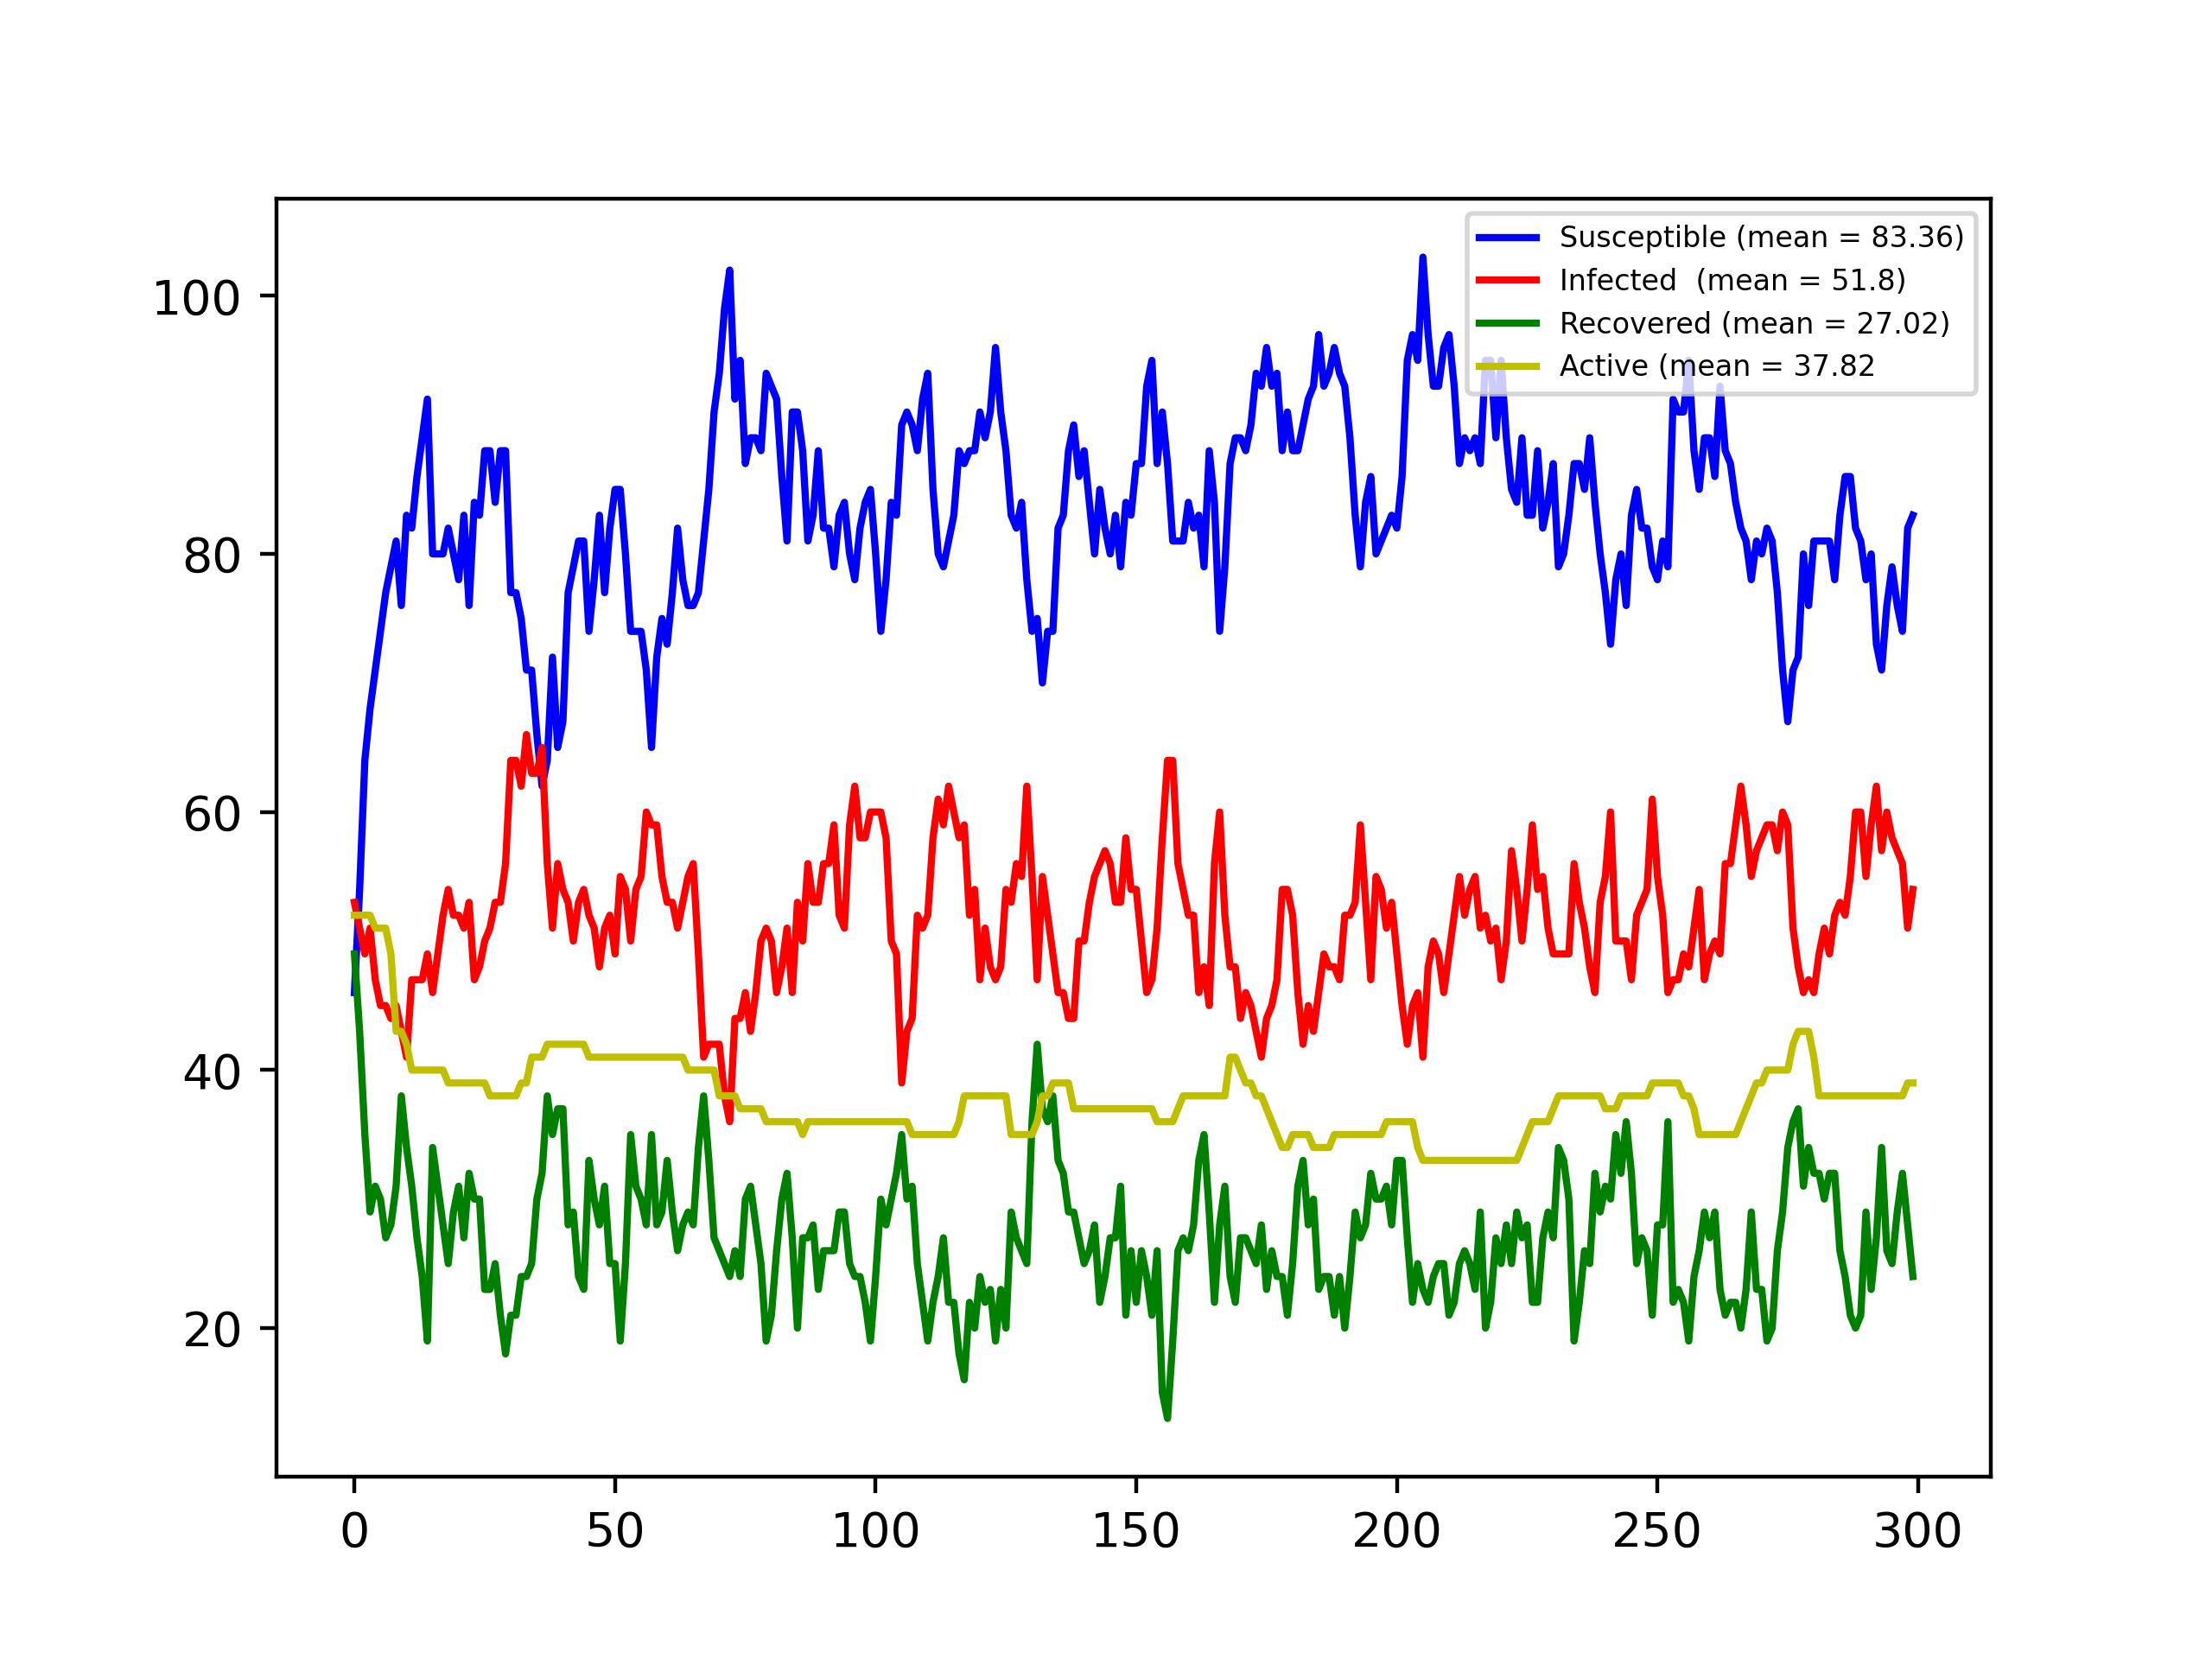 Susceptible (mean = 83.36)
Infected  (mean = 51.8)
Recovered (mean = 27.02)
Active (mean = 37.82
100
80
60
40
20
0 50 100 150 200 250 300